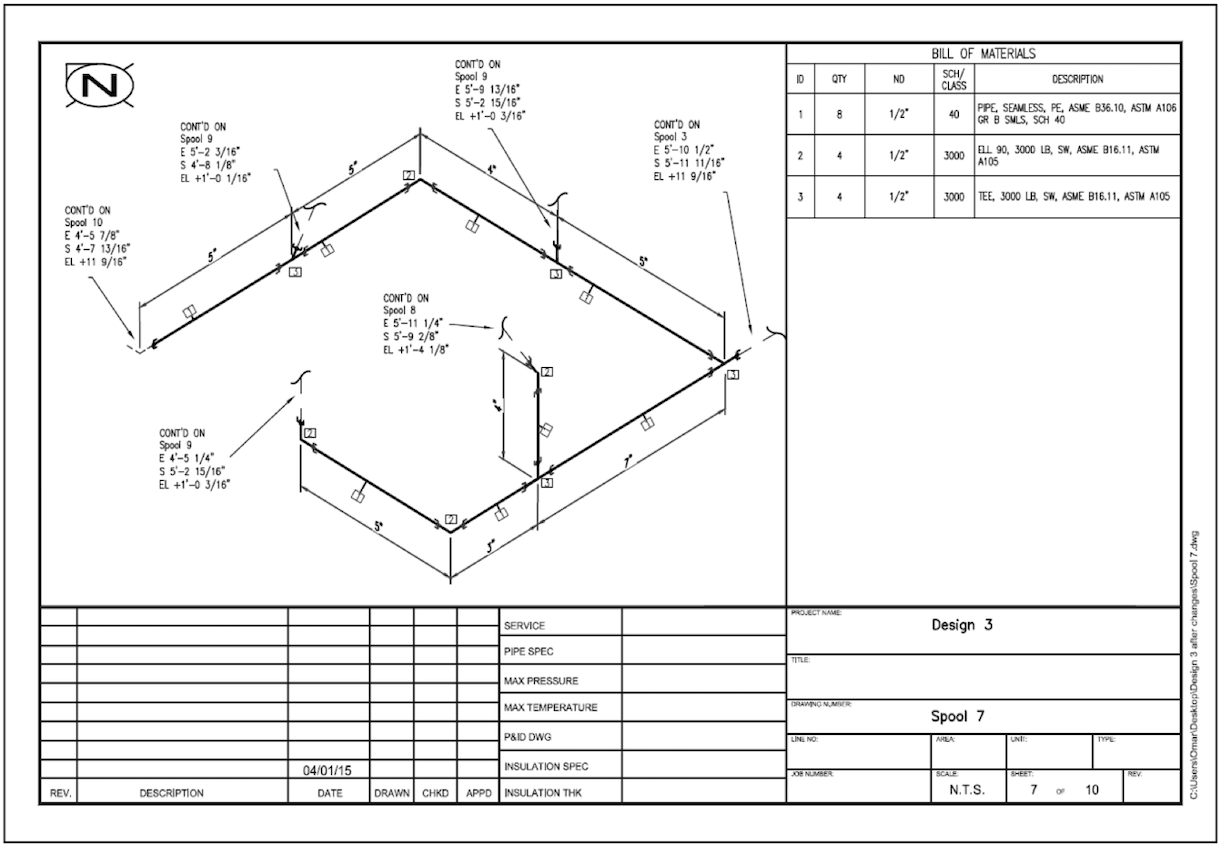 N
CONT'D ON
Spool 9
E 5'-9 13/16"
S 5'-2 15/16"
EL +1'-0 3/16"
CONT'D ON
Spool 9
E 5'-2 3/16"
S 4'-8 1/8"
EL +1'-0 1/16"
CONT'D ON
Spool 3
E 5'-10 1/2"
S 5'-11 11/16"
EL +11 9/16"
CONT'D ON
Spool 10
E 4'-5 7/8"
S 4'-7 13/16"
EL +11 9/16"
CONT'D ON
Spool 8
E 5'-11 1/4"
S 5'-9 2/8"
EL +1'-4 1/8"
CONT'D ON
Spool 9
E 4'-5 1/4"
S 5'-2 15/16"
EL +1'-0 3/16"
5"
2
4"
5"
3
3
5"
1
1
1
1
3
2
4"
2
1
1
3
7"
1
2
1
5"
3"
BILL OF MATERIALS
ID QTY ND SCH/ CLASS DESCRIPTION
1 8 1/2" 40 PIPE, SEAMLESS, PE, ASME B36.10, ASTM A106
GR B SMLS, SCH 40
2 4 1/2" 3000 ELL 90, 3000 LB, SW, ASME B16.11, ASTM
A105
3 4 1/2" 3000 TEE, 3000 LB, SW, ASME B16.11, ASTM A105
SERVICE
PIPE SPEC
MAX PRESSURE
MAX TEMPERATURE
P&ID DWG
INSULATION SPEC
INSULATION THK
04/01/15
REV. DESCRIPTION DATE DRAWN CHKD APPD
PROJECT NAME:
Design 3
TITLE:
DRAWING NUMBER:
Spool 7
LINE NO: AREA: UNIT: TYPE:
JOB NUMBER: SCALE: SHEET: REV:
N.T.S. 7 OF 10
C:\Users\Omar\Desktop\Design 3 after changes\Spool 7.dwg